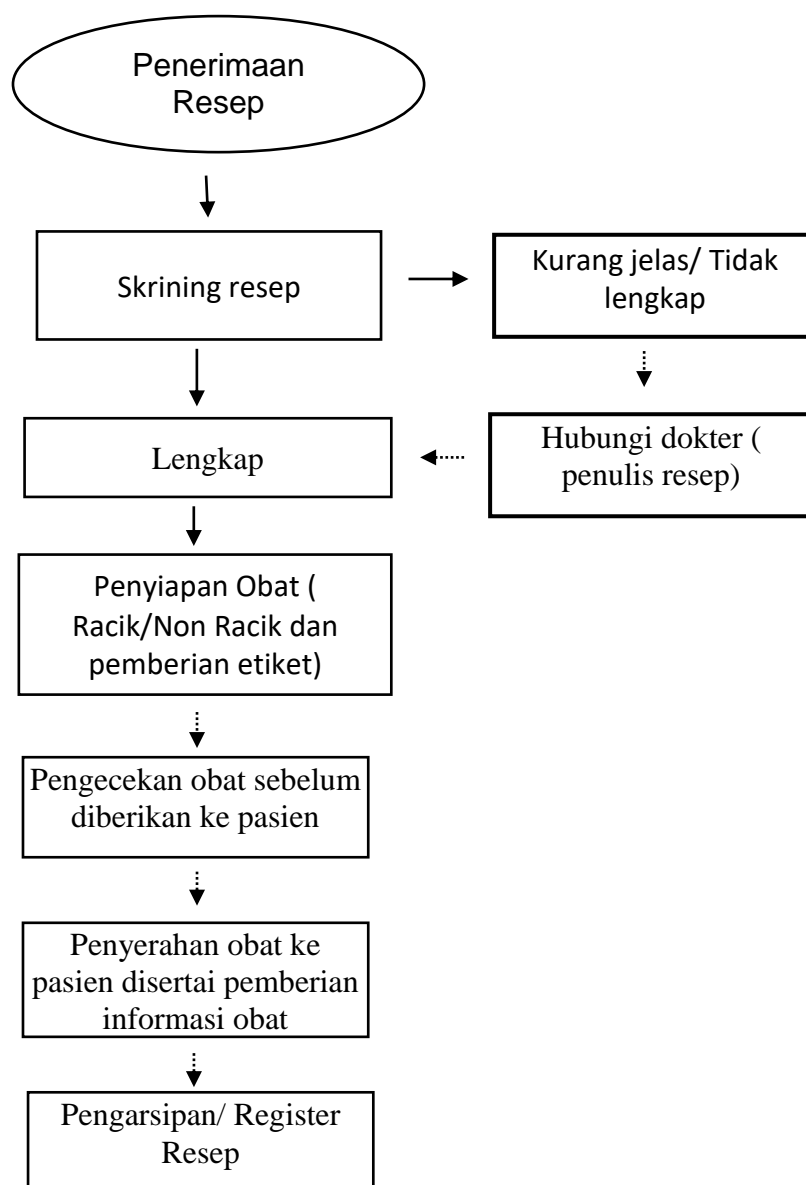 Penerimaan
Resep
Skrining resep
Kurang jelas/ Tidak
lengkap
Lengkap
Hubungi dokter (
penulis resep)
Penyiapan Obat (
Racik/Non Racik dan
pemberian etiket)
Pengecekan obat sebelum
diberikan ke pasien
Penyerahan obat ke
pasien disertai pemberian
informasi obat
Pengarsipan/ Register
Resep